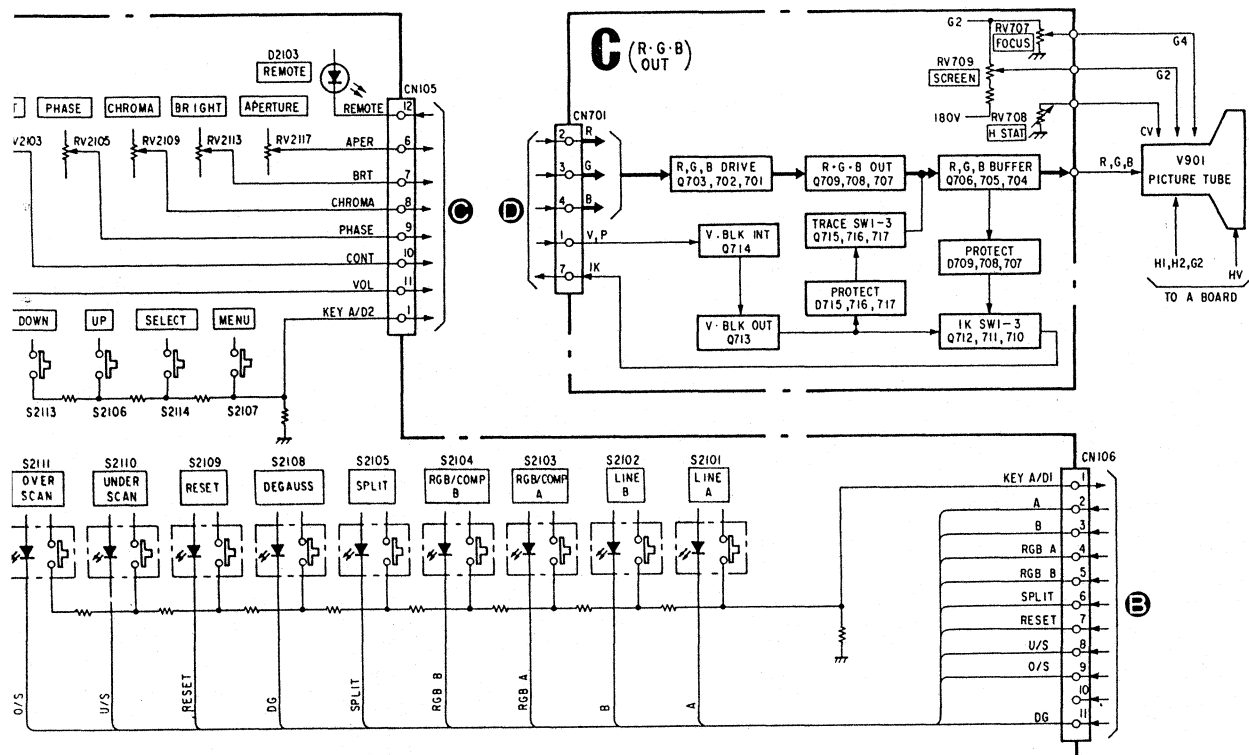 D2103
REMOTE
CN105
T
PHASE
CHROMA
BRIGHT
APERTURE
REMOTE
12
V2103
RV2105
RV2109
RV2113
RV2117
APER
6
BRT
7
CHROMA
8
PHASE
9
CONT
10
VOL
11
KEY A/D2
1
C
DOWN
UP
SELECT
MENU
S2113
S2106
S2114
S2107
C (R·G·B) OUT
G2
RV707
FOCUS
G4
RV709
SCREEN
G2
180V
RV708
H STAT
CV
CN701
D
2
R
3
G
4
B
1
V,P
7
IK
R,G,B DRIVE
Q703,702,701
R·G·B OUT
Q709,708,707
R,G,B BUFFER
Q706,705,704
R,G,B
V901
PICTURE TUBE
V·BLK INT
Q714
TRACE SW1-3
Q715,716,717
PROTECT
D709,708,707
PROTECT
D715,716,717
V·BLK OUT
Q713
IK SW1-3
Q712,711,710
H1,H2,G2
HV
TO A BOARD
S2111
OVER
SCAN
S2110
UNDER
SCAN
S2109
RESET
S2108
DEGAUSS
S2105
SPLIT
S2104
RGB/COMP
B
S2103
RGB/COMP
A
S2102
LINE
B
S2101
LINE
A
CN106
KEY A/D1
1
A
2
B
3
RGB A
4
RGB B
5
SPLIT
6
RESET
7
U/S
8
O/S
9
10
DG
11
B
O/S
U/S
RESET
DG
SPLIT
RGB B
RGB A
B
A